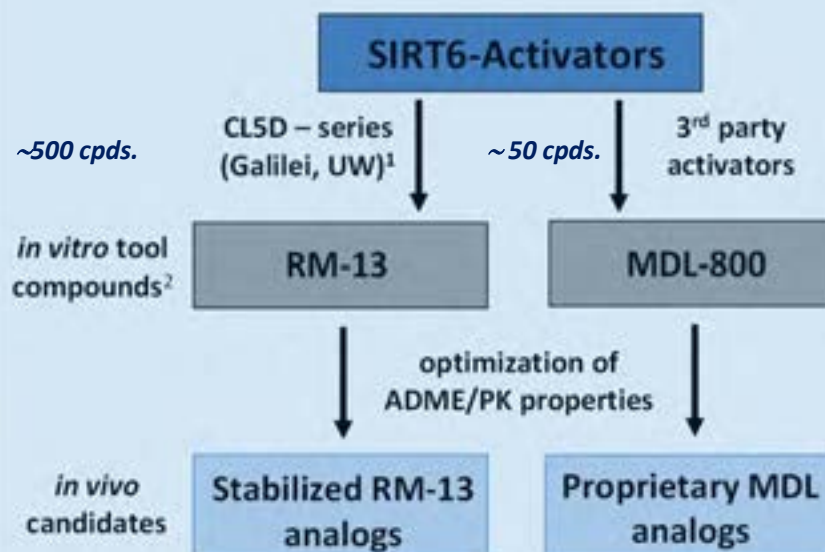 SIRT6-Activators
~500 cpds.
CL5D – series
(Galilei, UW)¹
~ 50 cpds.
3rd party
activators
in vitro tool
compounds²
RM-13
MDL-800
optimization of
ADME/PK properties
in vivo
candidates
Stabilized RM-13
analogs
Proprietary MDL
analogs